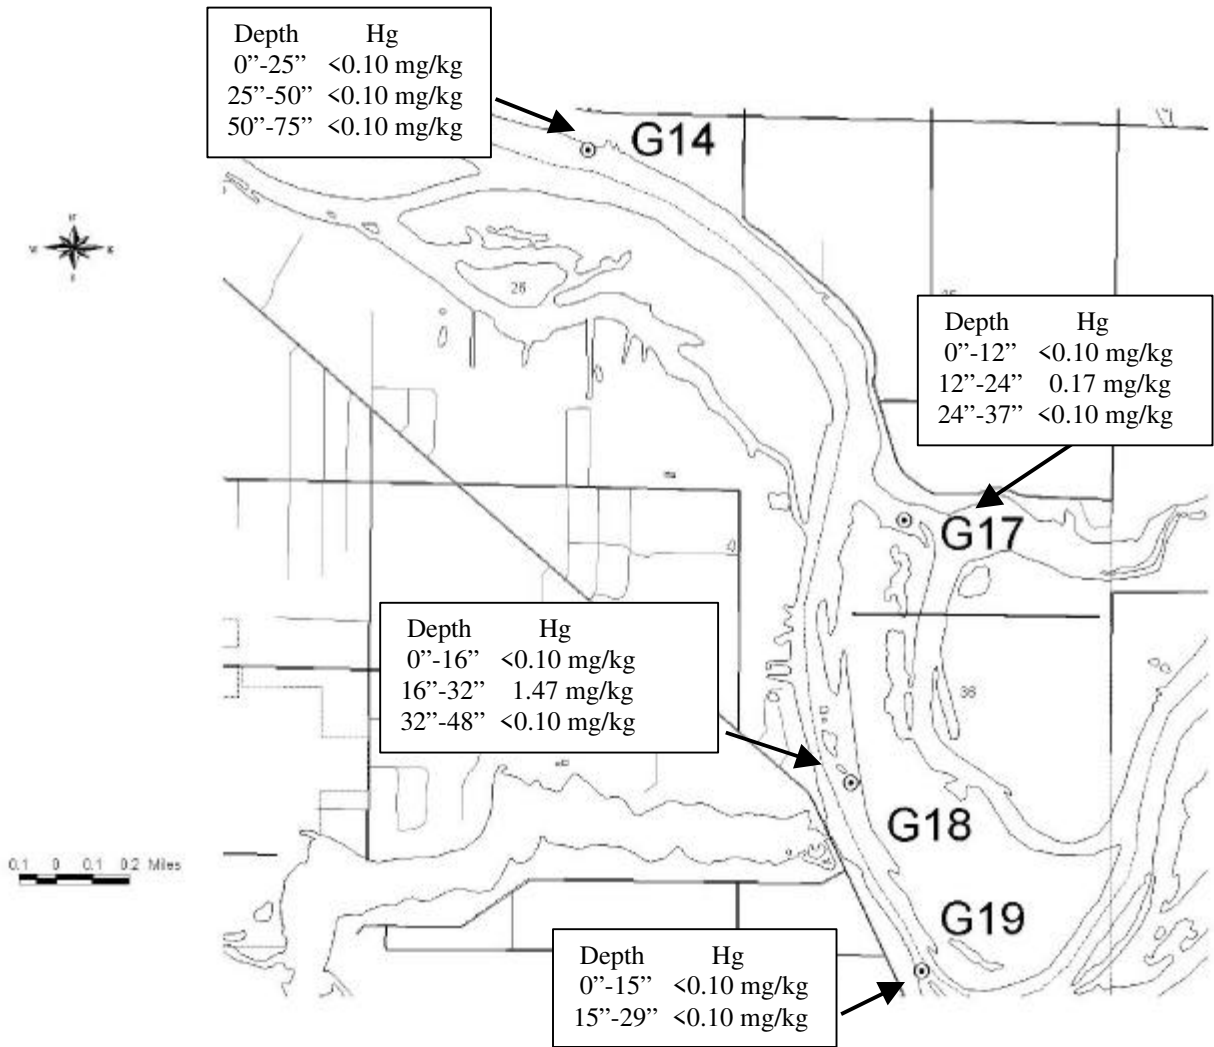 Depth Hg
0”-25” <0.10 mg/kg
25”-50” <0.10 mg/kg
50”-75” <0.10 mg/kg
G14
26
Depth Hg
0”-12” <0.10 mg/kg
12”-24” 0.17 mg/kg
24”-37” <0.10 mg/kg
G17
Depth Hg
0”-16” <0.10 mg/kg
16”-32” 1.47 mg/kg
32”-48” <0.10 mg/kg
36
G18
0.1 0 0.1 0.2 Miles
G19
Depth Hg
0”-15” <0.10 mg/kg
15”-29” <0.10 mg/kg